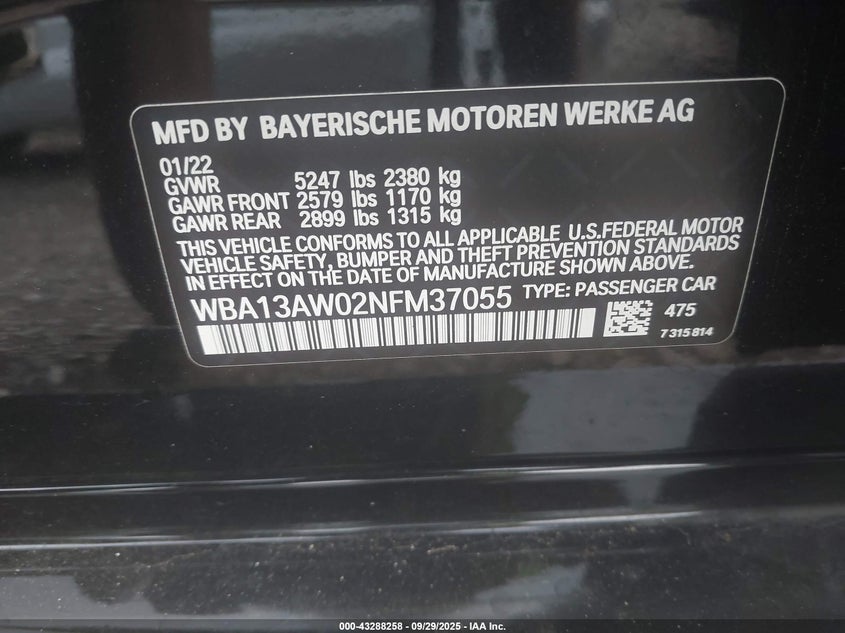 MFD BY BAYERISCHE MOTOREN WERKE AG
01/22
GVWR 5247 lbs 2380 kg
GAWR FRONT 2579 lbs 1170 kg
GAWR REAR 2899 lbs 1315 kg
THIS VEHICLE CONFORMS TO ALL APPLICABLE U.S.FEDERAL MOTOR
VEHICLE SAFETY, BUMPER AND THEFT PREVENTION STANDARDS
IN EFFECT ON THE DATE OF MANUFACTURE SHOWN ABOVE.
WBA13AW02NFM37055 TYPE: PASSENGER CAR
475
7315814
000-43288258 - 09/29/2025 - IAA Inc.